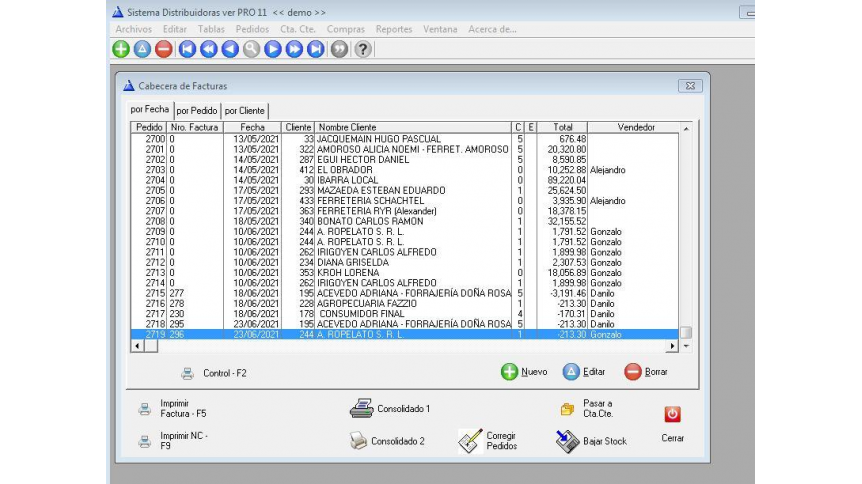 Sistema Distribuidoras ver PRO 11 << demo >>
Archivos Editar Tablas Pedidos Cta. Cte. Compras Reportes Ventana Acerca de...
Cabecera de Facturas
por Fecha por Pedido por Cliente
Pedido Nro. Factura Fecha Cliente Nombre Cliente C E Total Vendedor
2700 0 13/05/2021 33 JACQUEMAIN HUGO PASCUAL 5 676.48
2701 0 13/05/2021 322 AMOROSO ALICIA NOEMI - FERRET. AMOROSO 5 20,320.80
2702 0 14/05/2021 287 EGUI HECTOR DANIEL 5 8,590.85
2703 0 14/05/2021 412 EL OBRADOR 0 10,252.88 Alejandro
2704 0 14/05/2021 30 IBARRA LOCAL 0 89,220.04
2705 0 17/05/2021 293 MAZAEDA ESTEBAN EDUARDO 1 25,624.50
2706 0 17/05/2021 433 FERRETERIA SCHACHTEL 0 3,935.90 Alejandro
2707 0 17/05/2021 363 FERRETERIA RYR (Alexander) 0 18,378.15
2708 0 18/05/2021 340 BONATO CARLOS RAMON 1 32,155.52
2709 0 10/06/2021 244 A. ROPELATO S. R. L. 1 1,791.52 Gonzalo
2710 0 10/06/2021 244 A. ROPELATO S. R. L. 1 1,791.52 Gonzalo
2711 0 10/06/2021 262 IRIGOYEN CARLOS ALFREDO 1 1,899.98 Gonzalo
2712 0 10/06/2021 234 DIANA GRISELDA 1 2,307.53 Gonzalo
2713 0 10/06/2021 353 KROH LORENA 0 18,056.89 Gonzalo
2714 0 10/06/2021 262 IRIGOYEN CARLOS ALFREDO 1 1,899.98 Gonzalo
2715 277 18/06/2021 195 ACEVEDO ADRIANA - FORRAJERÍA DOÑA ROSA 5 -3,191.46 Danilo
2716 278 18/06/2021 228 AGROPECUARIA FAZZIO 1 -213.30 Danilo
2717 230 18/06/2021 178 CONSUMIDOR FINAL 4 -170.31 Danilo
2718 295 23/06/2021 195 ACEVEDO ADRIANA - FORRAJERÍA DOÑA ROSA 5 -213.30 Danilo
2719 296 23/06/2021 244 A. ROPELATO S. R. L. 1 -213.30 Gonzalo
Control - F2 Nuevo Editar Borrar
Imprimir
Factura - F5
Consolidado 1
Pasar a
Cta.Cte.
Imprimir NC -
F9
Consolidado 2
Corregir
Pedidos
Bajar Stock
Cerrar